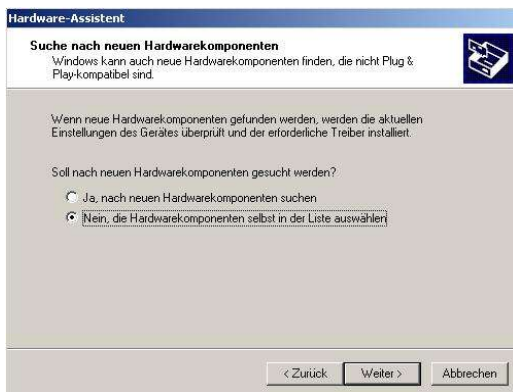 Hardware-Assistent
Suche nach neuen Hardwarekomponenten
Windows kann auch neue Hardwarekomponenten finden, die nicht Plug &
Play-kompatibel sind.
Wenn neue Hardwarekomponenten gefunden werden, werden die aktuellen
Einstellungen des Gerätes überprüft und der erforderliche Treiber installiert.
Soll nach neuen Hardwarekomponenten gesucht werden?
Ja, nach neuen Hardwarekomponenten suchen
Nein, die Hardwarekomponenten selbst in der Liste auswählen
< Zurück Weiter > Abbrechen